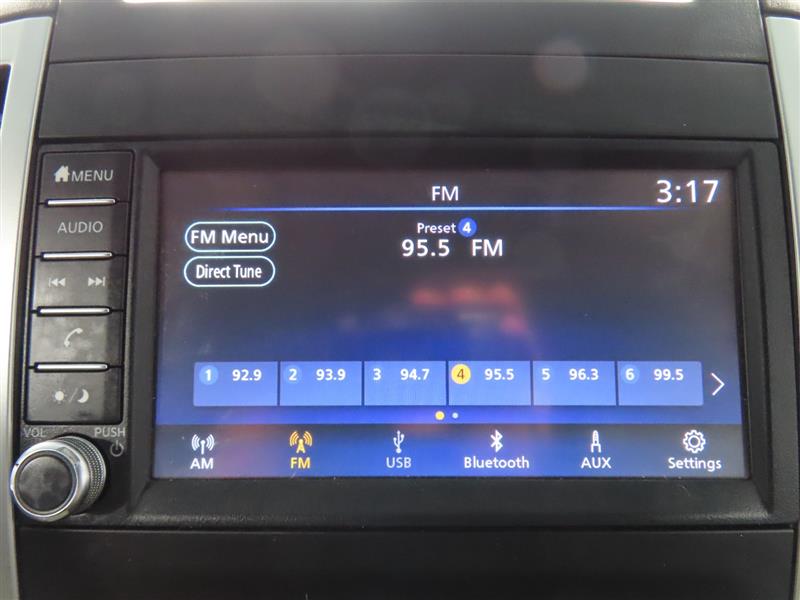 MENU
AUDIO
VOL PUSH
FM 3:17
FM Menu
Direct Tune
Preset 4
95.5 FM
1 92.9 2 93.9 3 94.7 4 95.5 5 96.3 6 99.5
AM FM USB Bluetooth AUX Settings